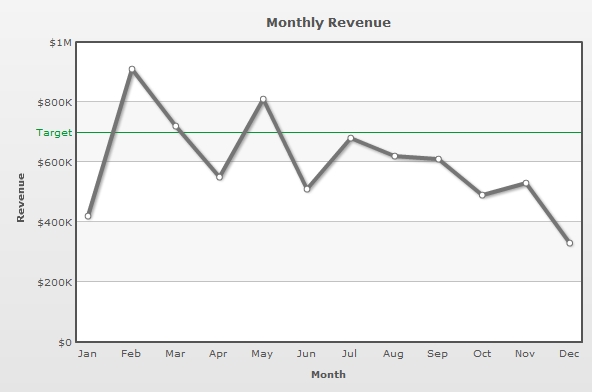 Monthly Revenue
$1M
$800K
Target
$600K
$400K
$200K
$0
Revenue
Jan Feb Mar Apr May Jun Jul Aug Sep Oct Nov Dec
Month